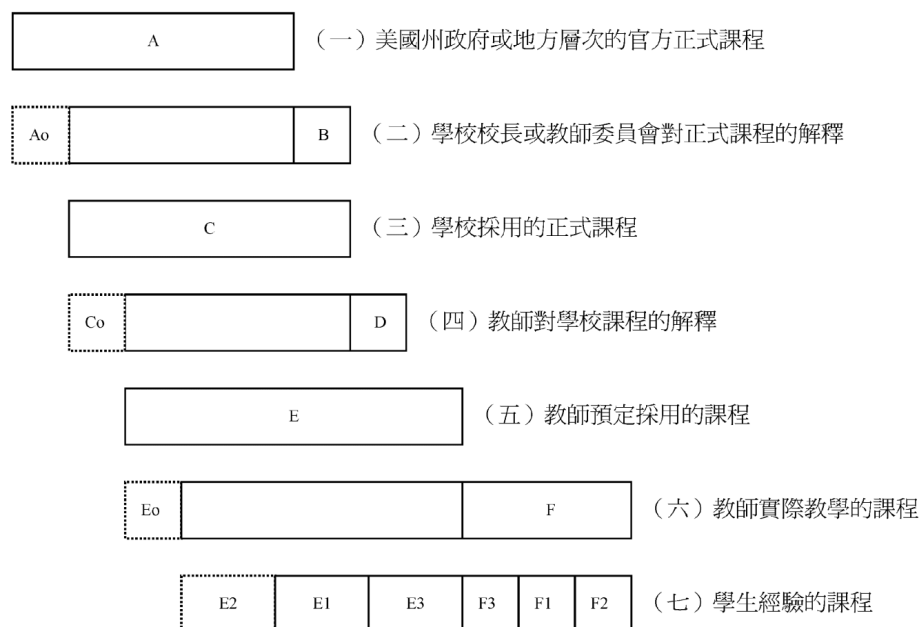 A （一）美國州政府或地方層次的官方正式課程
Ao B （二）學校校長或教師委員會對正式課程的解釋
C （三）學校採用的正式課程
Co D （四）教師對學校課程的解釋
E （五）教師預定採用的課程
Eo F （六）教師實際教學的課程
E2 E1 E3 F3 F1 F2 （七）學生經驗的課程